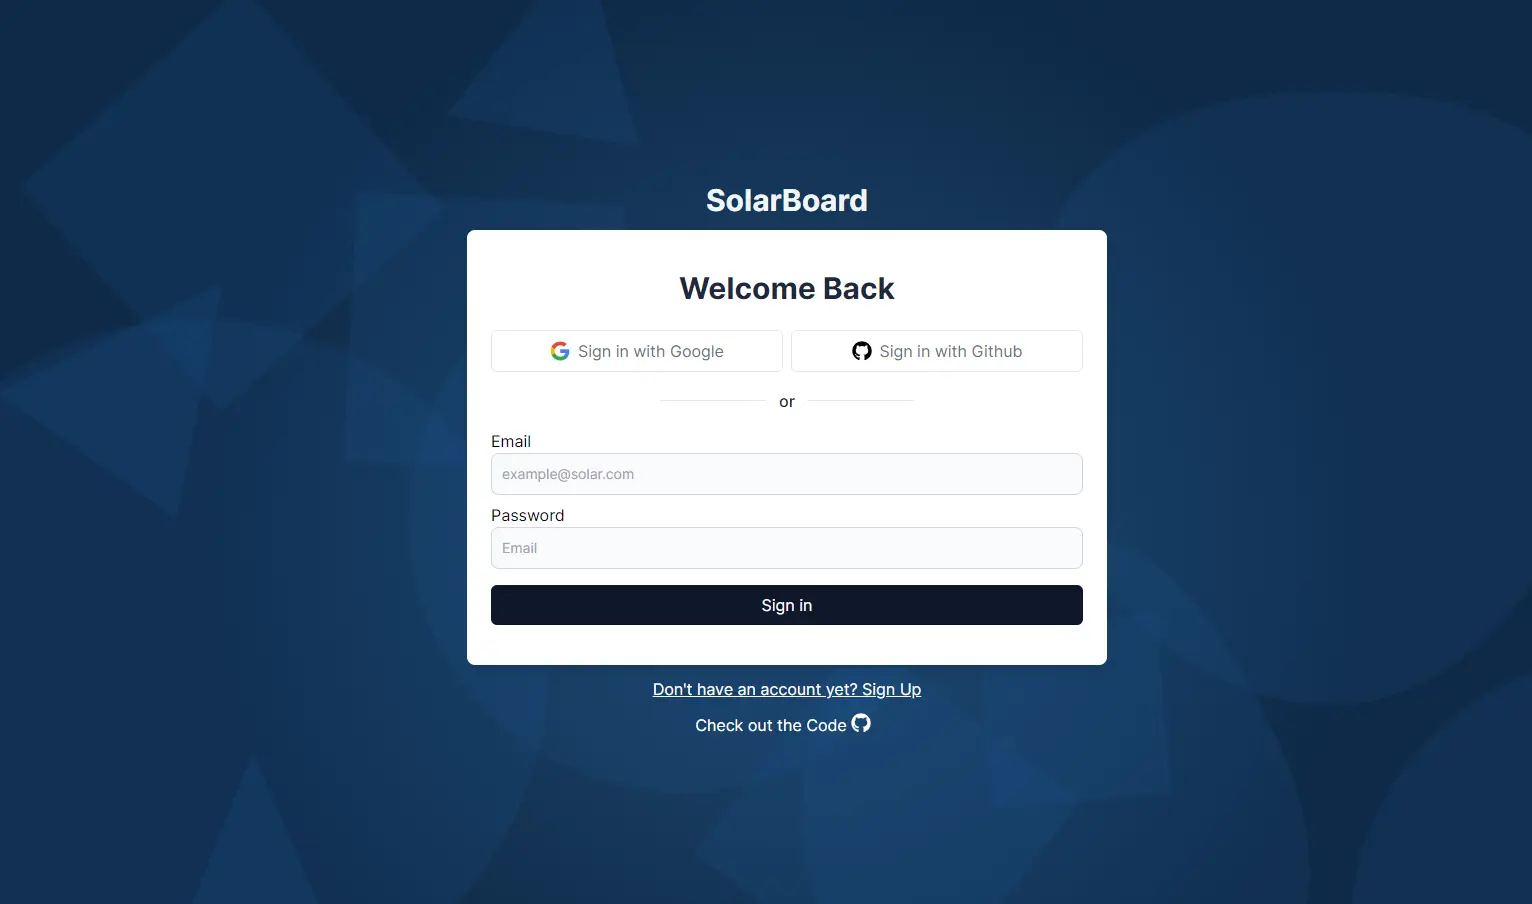 SolarBoard
Welcome Back
Sign in with Google
Sign in with Github
or
Email
example@solar.com
Password
Email
Sign in
Don't have an account yet? Sign Up
Check out the Code